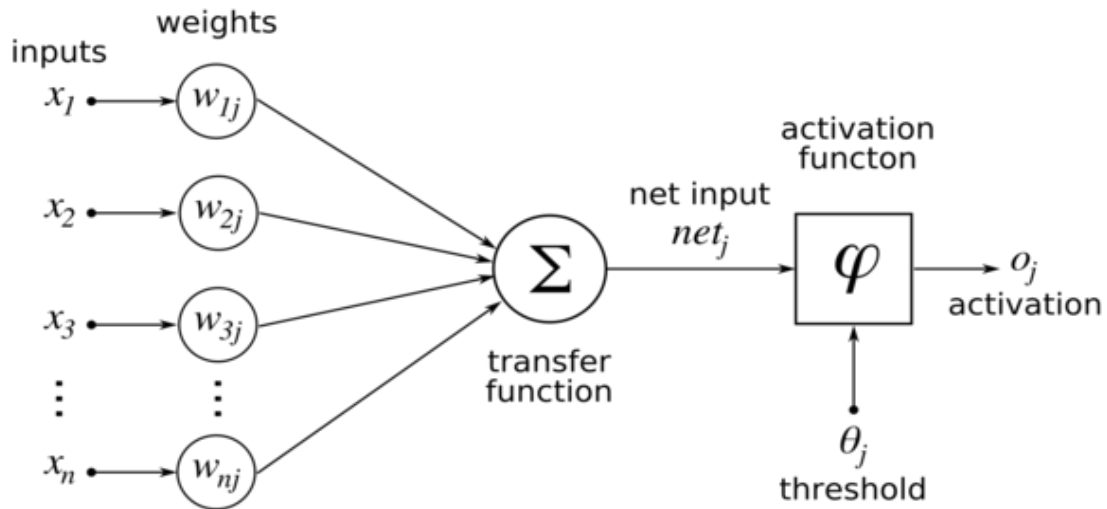 weights
inputs
x1
w1j
x2
w2j
x3
w3j
⋮
⋮
xn
wnj
Σ
transfer
function
net input
netj
activation
functon
φ
oj
activation
θj
threshold